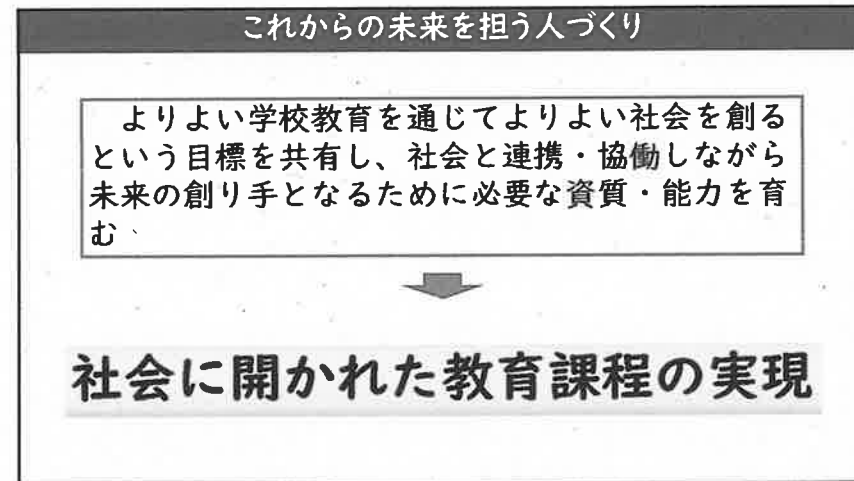 これからの未来を担う人づくり
よりよい学校教育を通じてよりよい社会を創る
という目標を共有し、社会と連携・協働しながら
未来の創り手となるために必要な資質・能力を育
む
社会に開かれた教育課程の実現